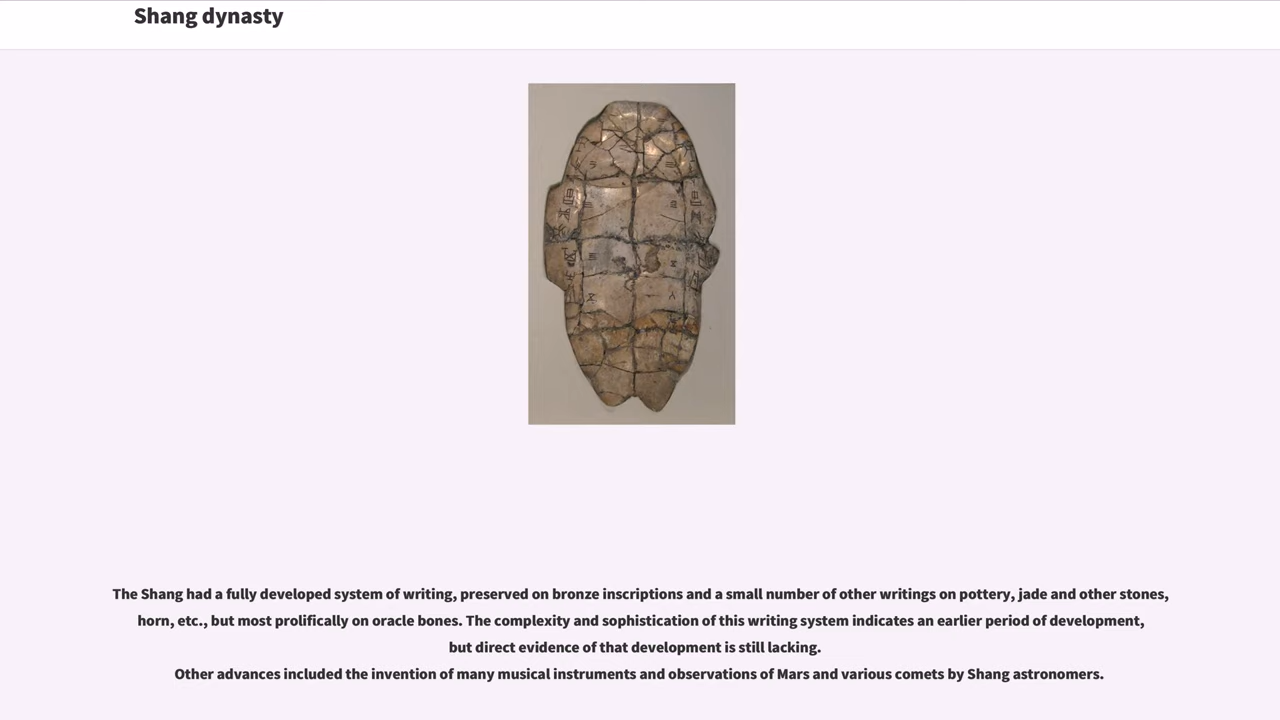 Shang dynasty
The Shang had a fully developed system of writing, preserved on bronze inscriptions and a small number of other writings on pottery, jade and other stones,
horn, etc., but most prolifically on oracle bones. The complexity and sophistication of this writing system indicates an earlier period of development,
but direct evidence of that development is still lacking.
Other advances included the invention of many musical instruments and observations of Mars and various comets by Shang astronomers.